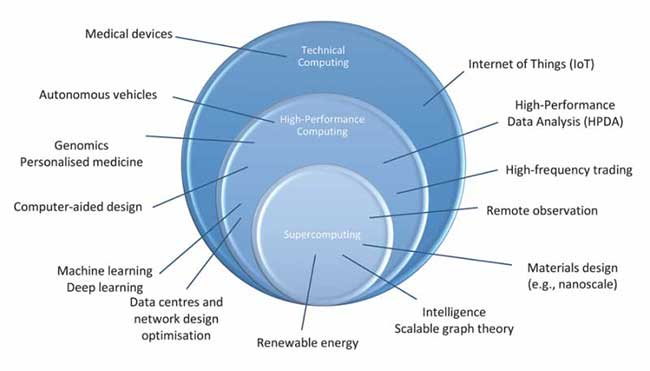 Medical devices
Technical
Computing
Internet of Things (IoT)
Autonomous vehicles
High-Performance
Computing
High-Performance
Data Analysis (HPDA)
Genomics
Personalised medicine
High-frequency trading
Computer-aided design
Remote observation
Supercomputing
Machine learning
Deep learning
Materials design
(e.g., nanoscale)
Data centres and
network design
optimisation
Intelligence
Scalable graph theory
Renewable energy